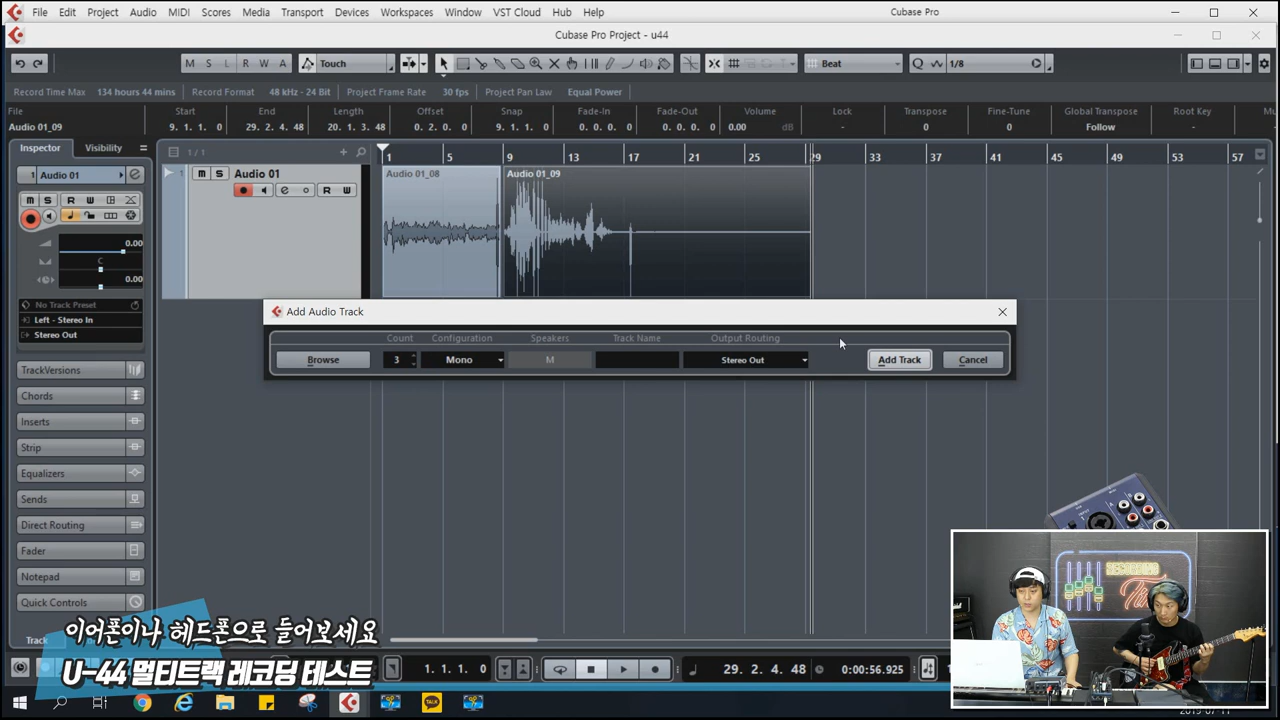 File Edit Project Audio MIDI Scores Media Transport Devices Workspaces Window VST Cloud Hub Help Cubase Pro
Cubase Pro Project - u44
M S L R W A Touch Beat Q 1/8
Record Time Max 134 hours 44 mins Record Format 48 kHz - 24 Bit Project Frame Rate 30 fps Project Pan Law Equal Power
File Start End Length Offset Snap Fade-In Fade-Out Volume Lock Transpose Fine-Tune Global Transpose Root Key Mu
Audio 01_09 9. 1. 1. 0 29. 2. 4. 48 20. 1. 3. 48 0. 2. 0. 0 9. 1. 1. 0 0. 0. 0. 0 0. 0. 0. 0 0.00 dB - 0 0 Follow -
Inspector Visibility 1 / 1 1 5 9 13 17 21 25 29 33 37 41 45 49 53 57
1 Audio 01 1 m S Audio 01 Audio 01_08 Audio 01_09
R W
m S R W
0.00
C
0.00
No Track Preset
Left - Stereo In
Stereo Out
Add Audio Track
Count Configuration Speakers Track Name Output Routing
Browse 3 Mono M Stereo Out Add Track Cancel
TrackVersions
Chords
Inserts
Strip
Equalizers
Sends
Direct Routing
Fader
Notepad
Quick Controls
RECORDING
Tip
이어폰이나 헤드폰으로 들어보세요
Track
U-44 멀티트랙 레코딩 테스트
1. 1. 1. 0 29. 2. 4. 48 0:00:56.925
TALK
2019-07-11